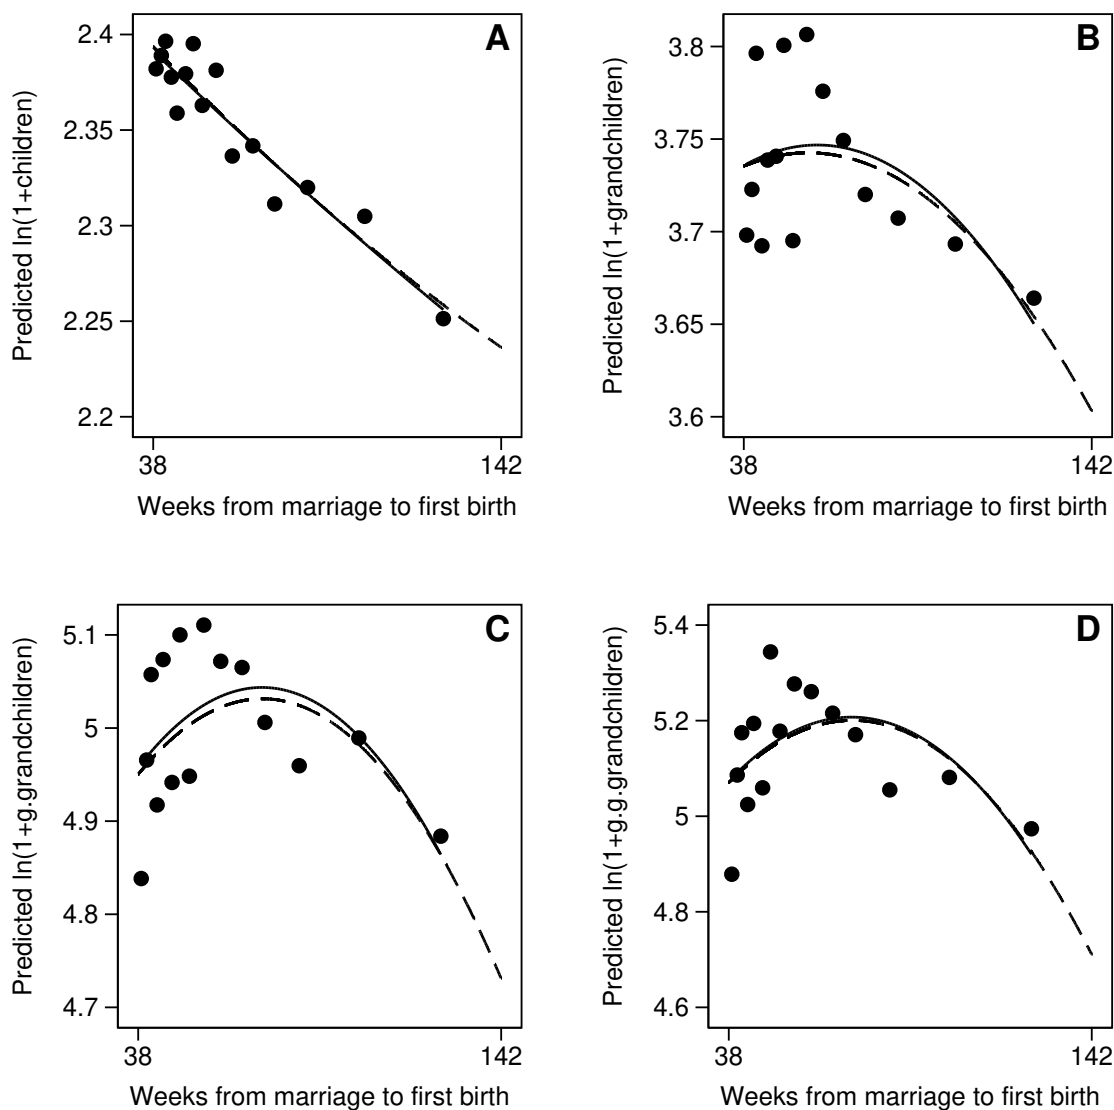 A
Predicted ln(1+children)
2.4
2.35
2.3
2.25
2.2
38
142
Weeks from marriage to first birth
B
Predicted ln(1+grandchildren)
3.8
3.75
3.7
3.65
3.6
38
142
Weeks from marriage to first birth
C
Predicted ln(1+g.grandchildren)
5.1
5
4.9
4.8
4.7
38
142
Weeks from marriage to first birth
D
Predicted ln(1+g.g.grandchildren)
5.4
5.2
5
4.8
4.6
38
142
Weeks from marriage to first birth